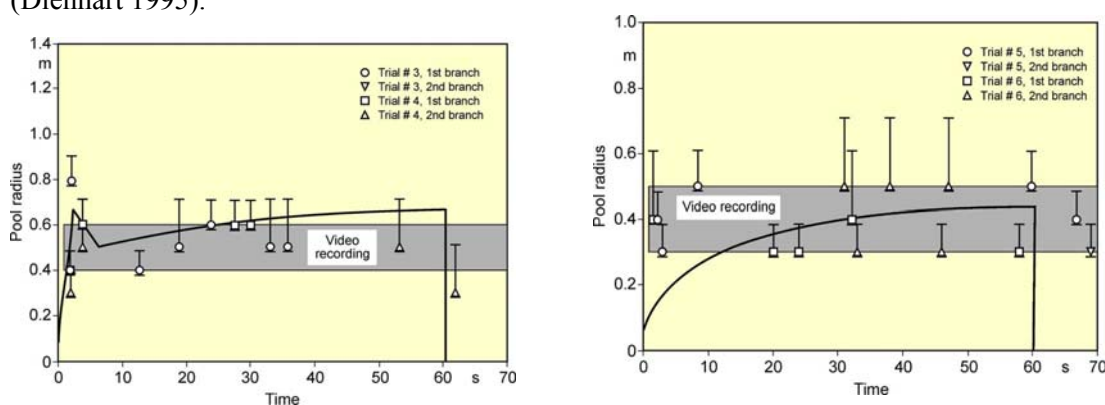 (Dienhart 1995).
1.4
m
1.2
1.0
0.8
0.6
0.4
0.2
0
Pool radius
Trial # 3, 1st branch
Trial # 3, 2nd branch
Trial # 4, 1st branch
Trial # 4, 2nd branch
Video
recording
0 10 20 30 40 50 60 s 70
Time
1.0
m
0.8
0.6
0.4
0.2
0
Pool radius
Trial # 5, 1st branch
Trial # 5, 2nd branch
Trial # 6, 1st branch
Trial # 6, 2nd branch
Video recording
0 10 20 30 40 50 60 s 70
Time